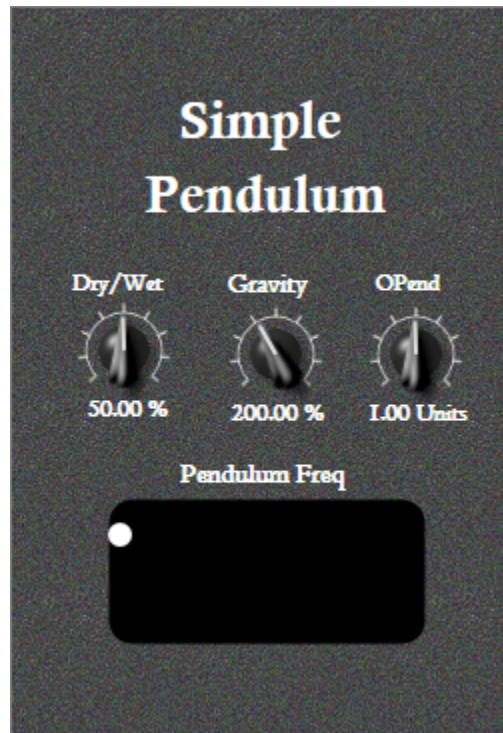 Simple
Pendulum
Dry/Wet Gravity OPend
50.00 % 200.00 % 1.00 Units
Pendulum Freq